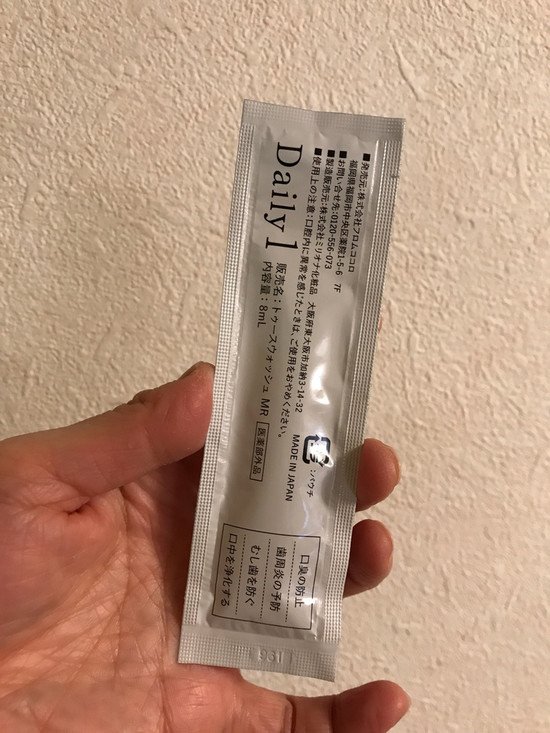 Daily1
販売名：トゥースウォッシュ MR 医薬部外品
内容量：8mL
■発売元：株式会社フロムココロ
福岡県福岡市中央区薬院1-5-6 7F
■お問い合せ先：0120-556-073
■製造販売元：株式会社ミリオナ化粧品 大阪府東大阪市加納3-14-32
■使用上の注意：口腔内に異常を感じたときは、ご使用をおやめください。
MADE IN JAPAN
：パウチ
口臭の防止
歯周炎の予防
むし歯を防ぐ
口中を浄化する